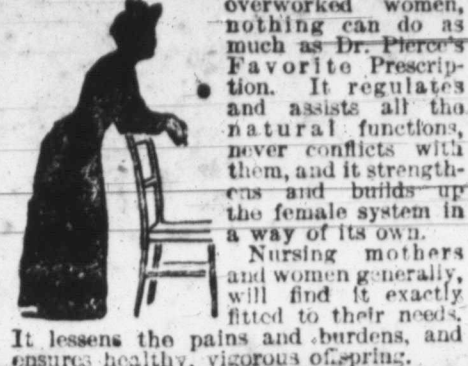 overworked women,
nothing can do as
much as Dr. Pierce's
Favorite Prescrip-
tion. It regulates
and assists all the
natural functions,
never conflicts with
them, and it strength-
ens and builds up
the female system in
a way of its own.
Nursing mothers
and women generally,
will find it exactly
fitted to their needs.
It lessens the pains and burdens, and
ensures healthy, vigorous offspring.